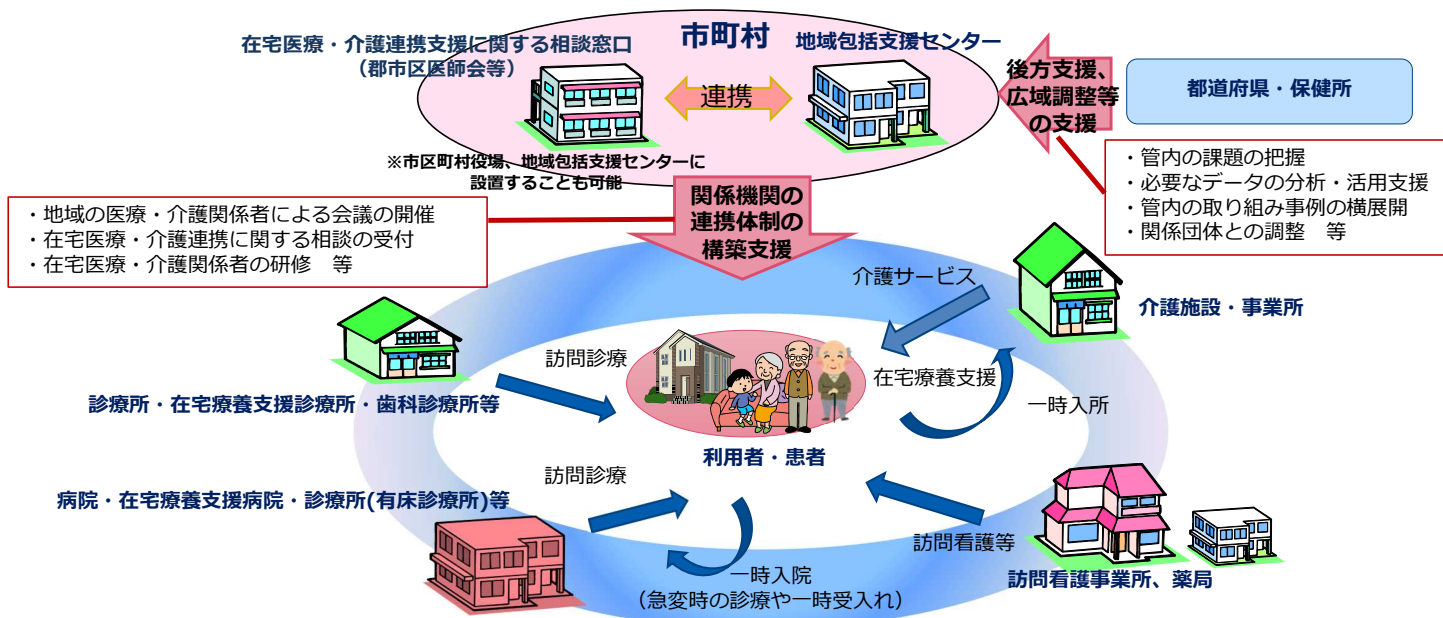 市町村
在宅医療・介護連携支援に関する相談窓口
（郡市区医師会等）
地域包括支援センター
連携
※市区町村役場、地域包括支援センターに
設置することも可能
後方支援、
広域調整等
の支援
都道府県・保健所
・管内の課題の把握
・必要なデータの分析・活用支援
・管内の取り組み事例の横展開
・関係団体との調整　等
関係機関の
連携体制の
構築支援
・地域の医療・介護関係者による会議の開催
・在宅医療・介護連携に関する相談の受付
・在宅医療・介護関係者の研修　等
介護サービス
介護施設・事業所
訪問診療
在宅療養支援
一時入所
診療所・在宅療養支援診療所・歯科診療所等
利用者・患者
訪問診療
病院・在宅療養支援病院・診療所(有床診療所)等
訪問看護等
一時入院
（急変時の診療や一時受入れ）
訪問看護事業所、薬局